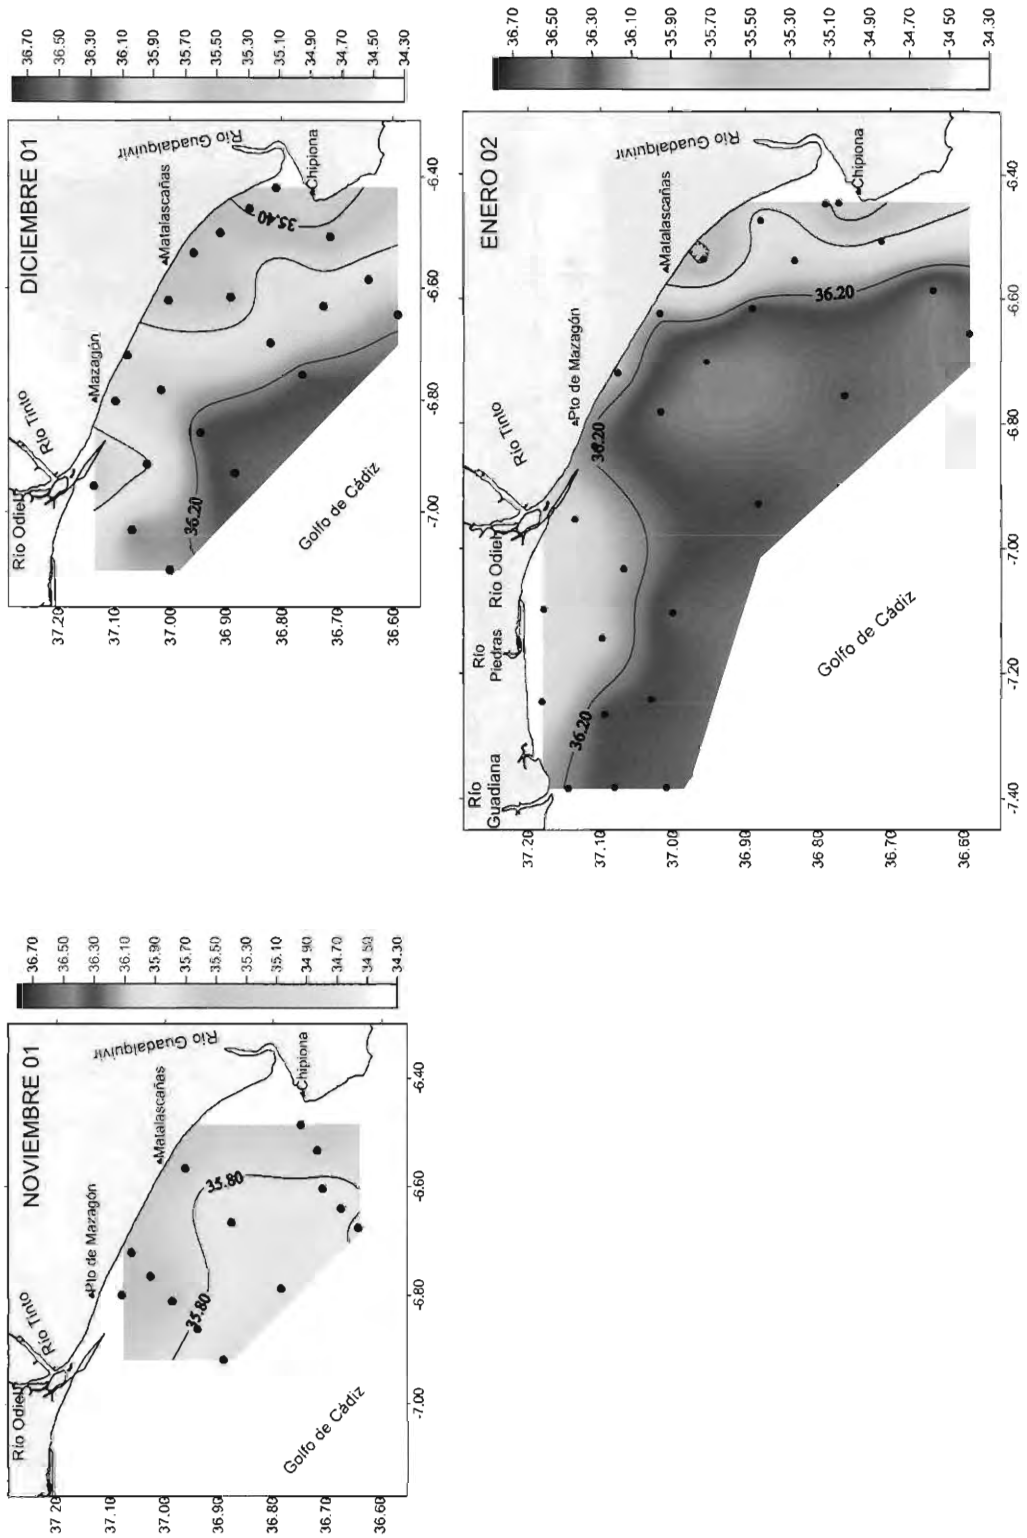 NOVIEMBRE 01
Río Odiel
Río Tinto
Pto de Mazagón
Matalascañas
Río Guadalquivir
Chipiona
35.80
35.80
Golfo de Cádiz
37.20
37.10
37.00
36.90
36.80
36.70
36.60
-7.00
-6.80
-6.60
-6.40
36.70
36.50
36.30
36.10
35.90
35.70
35.50
35.30
35.10
34.90
34.70
34.50
34.30
DICIEMBRE 01
Río Odiel
Río Tinto
Mazagón
Matalascañas
Río Guadalquivir
Chipiona
35.40
36.20
Golfo de Cádiz
37.20
37.10
37.00
36.90
36.80
36.70
36.60
-7.00
-6.80
-6.60
-6.40
36.70
36.50
36.30
36.10
35.90
35.70
35.50
35.30
35.10
34.90
34.70
34.50
34.30
ENERO 02
Río
Guadiana
Río
Piedras
Río Odiel
Río Tinto
Pto de Mazagón
Matalascañas
Río Guadalquivir
Chipiona
36.20
36.20
36.20
Golfo de Cádiz
37.20
37.10
37.00
36.90
36.80
36.70
36.60
-7.40
-7.20
-7.00
-6.80
-6.60
-6.40
36.70
36.50
36.30
36.10
35.90
35.70
35.50
35.30
35.10
34.90
34.70
34.50
34.30